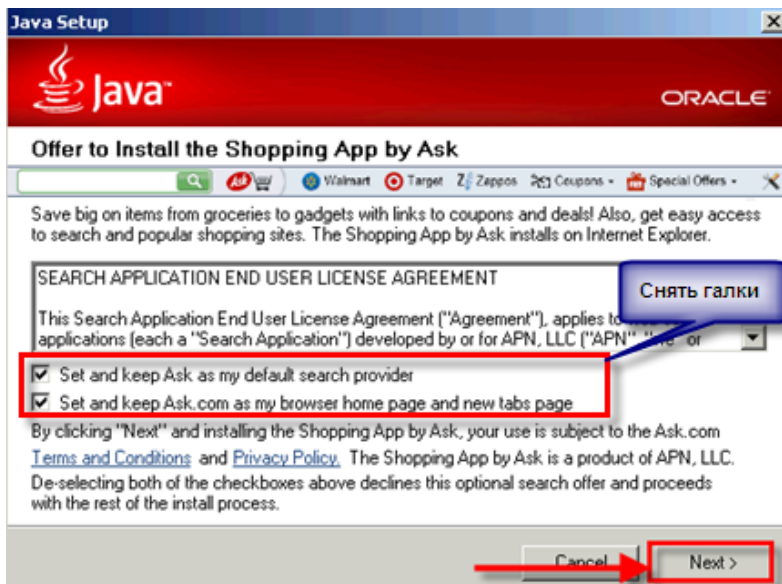 Java Setup
Java™
ORACLE
Offer to Install the Shopping App by Ask
Ask Walmart Target Zappos Coupons Special Offers
Save big on items from groceries to gadgets with links to coupons and deals! Also, get easy access
to search and popular shopping sites. The Shopping App by Ask installs on Internet Explorer.
SEARCH APPLICATION END USER LICENSE AGREEMENT
Снять галки
This Search Application End User License Agreement ("Agreement"), applies to
applications (each a "Search Application") developed by or for APN, LLC ("APN" or
Set and keep Ask as my default search provider
Set and keep Ask.com as my browser home page and new tabs page
By clicking "Next" and installing the Shopping App by Ask, your use is subject to the Ask.com
Terms and Conditions and Privacy Policy. The Shopping App by Ask is a product of APN, LLC.
De-selecting both of the checkboxes above declines this optional search offer and proceeds
with the rest of the install process.
Cancel Next >